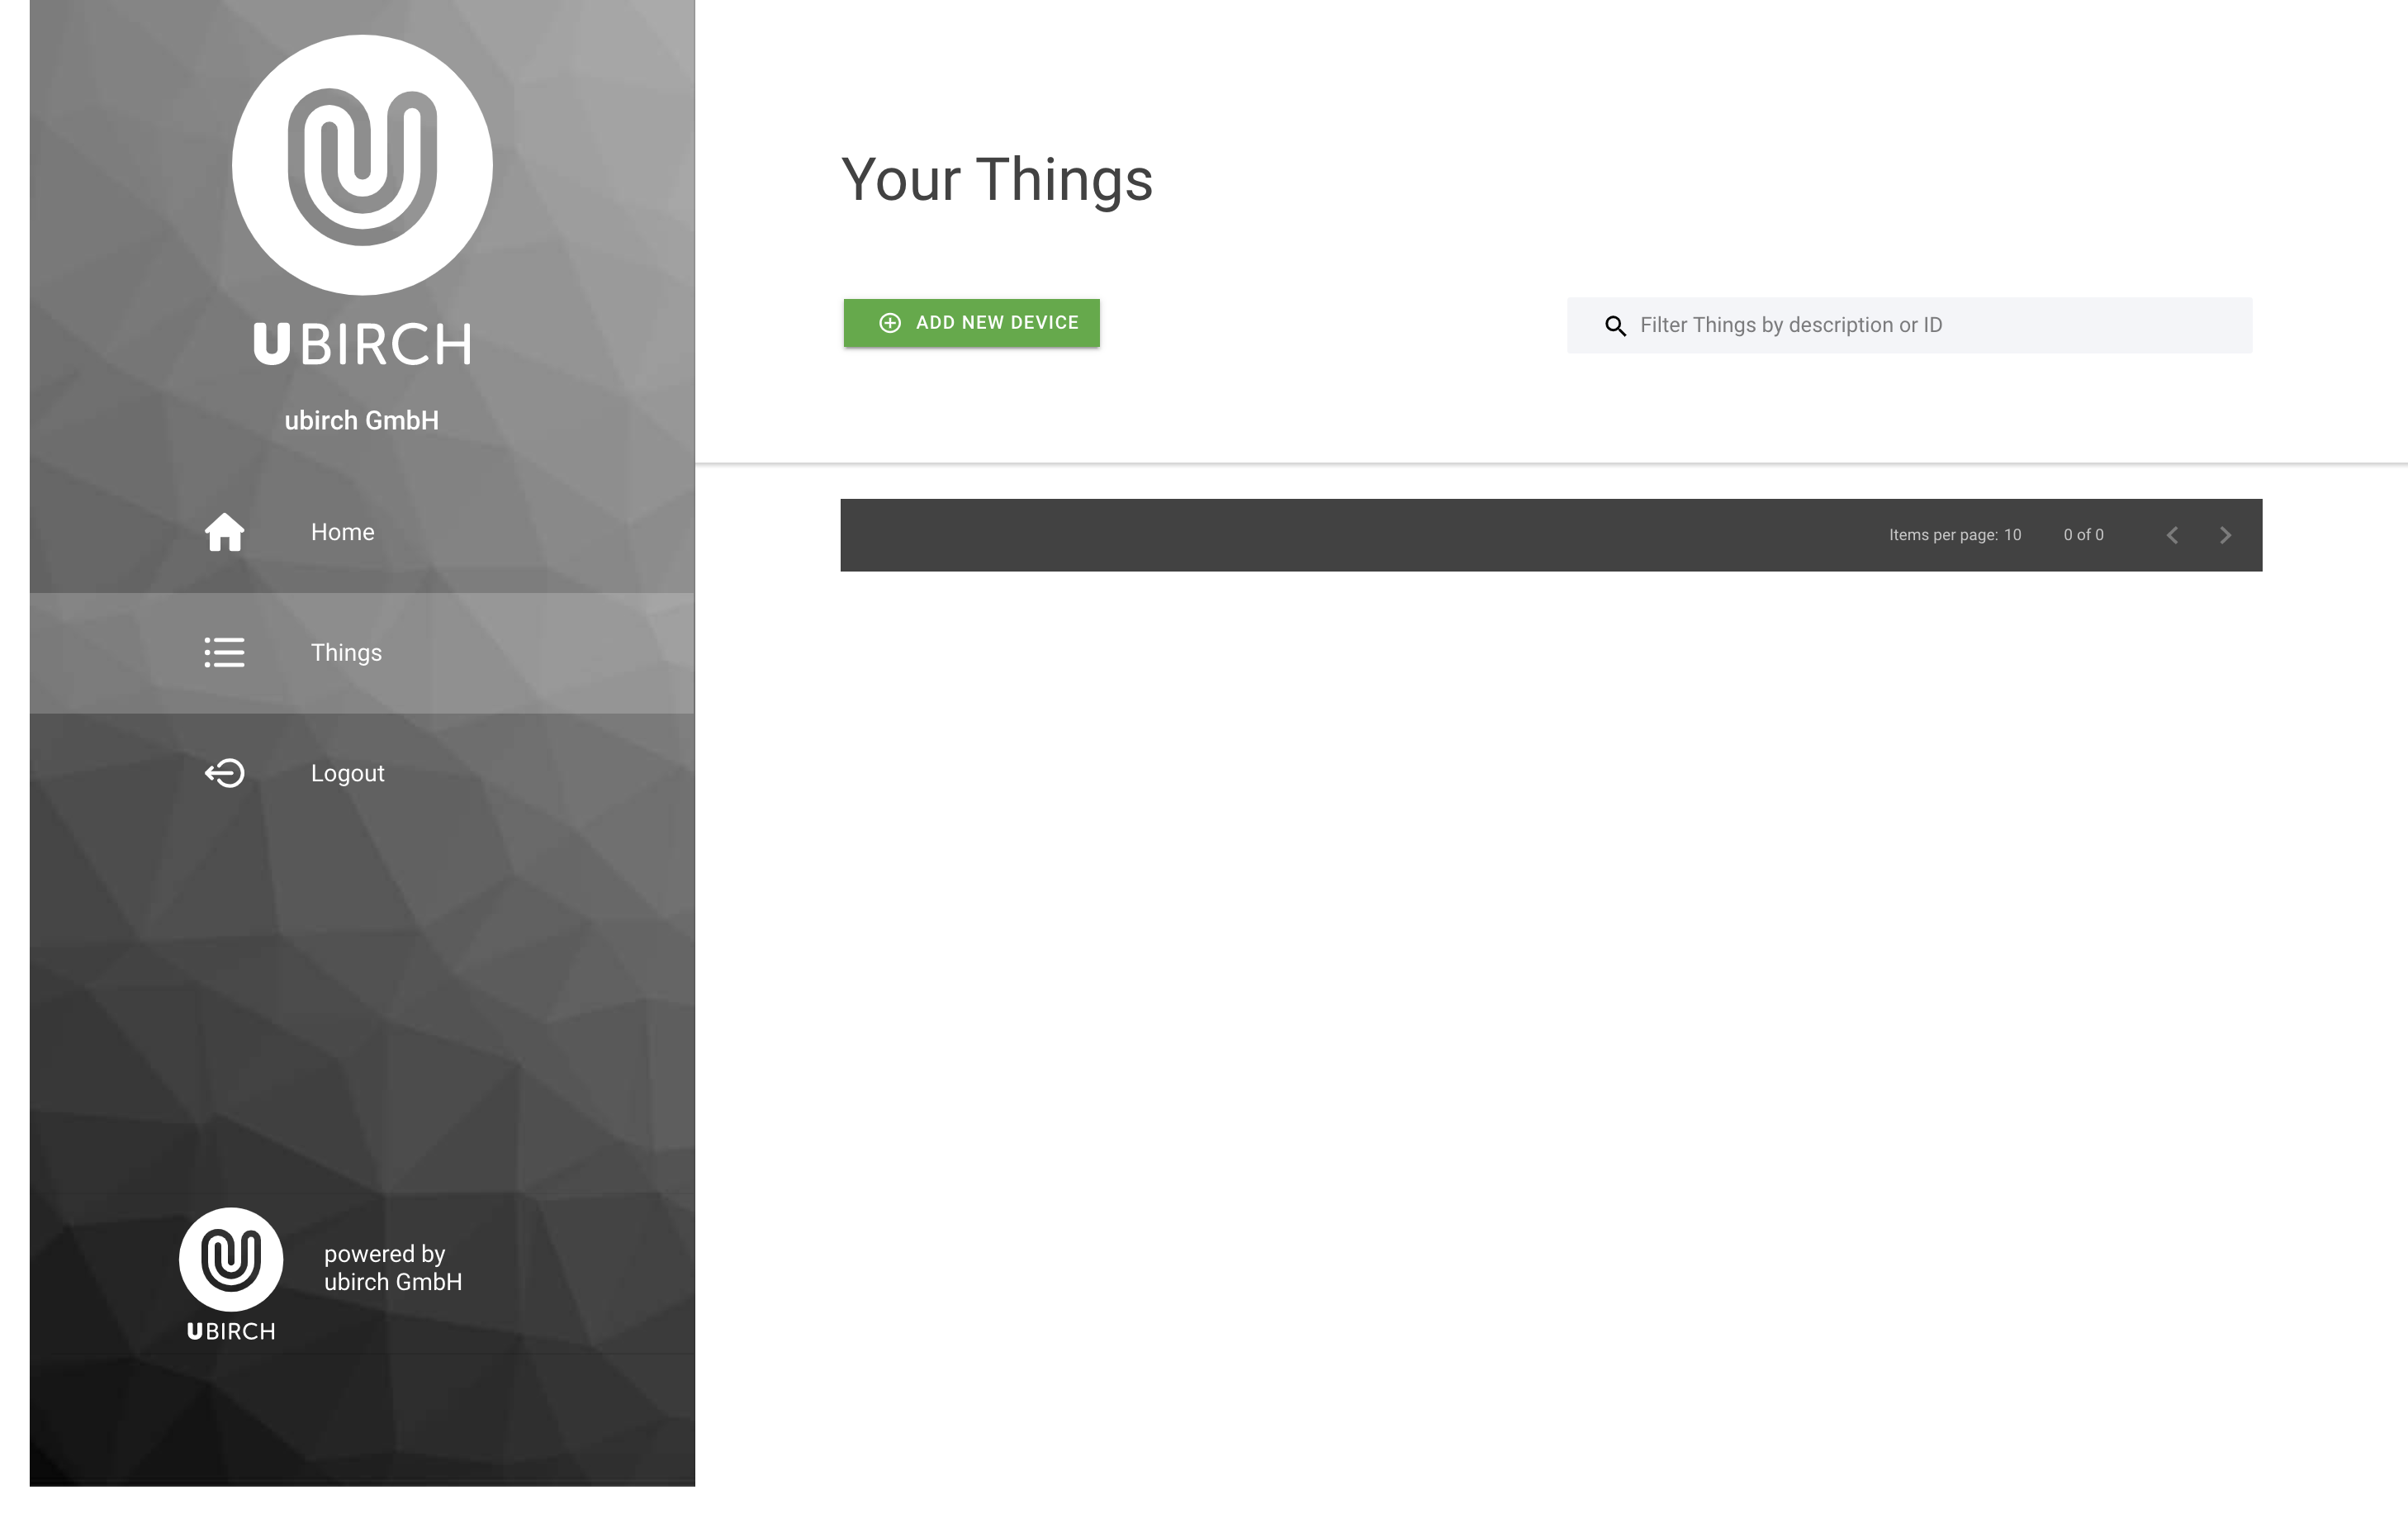 UBIRCH
ubirch GmbH
Home
Things
Logout
powered by
ubirch GmbH
UBIRCH
Your Things
ADD NEW DEVICE
Filter Things by description or ID
Items per page: 10 0 of 0